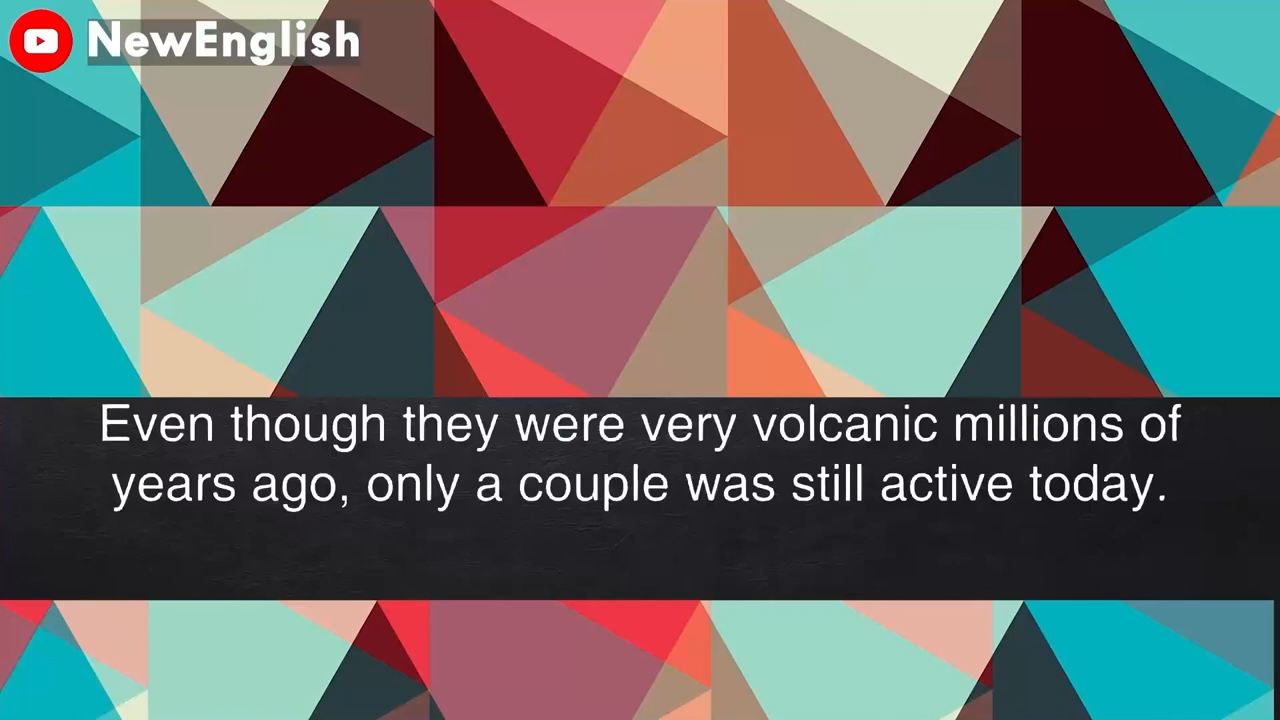 NewEnglish
Even though they were very volcanic millions of
years ago, only a couple was still active today.